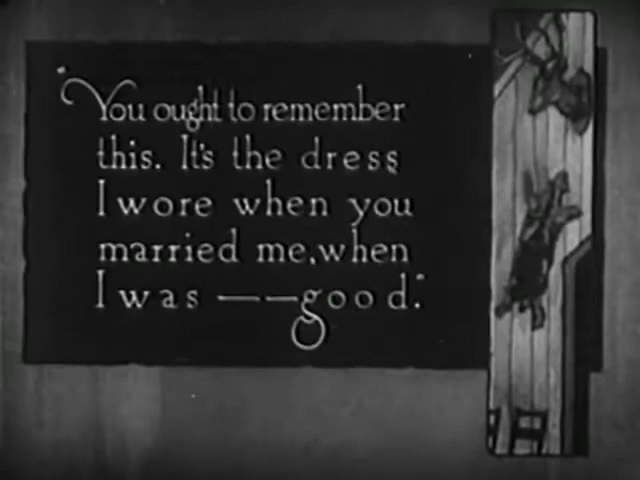 "You ought to remember
this. It's the dress
I wore when you
married me, when
I was — — good."